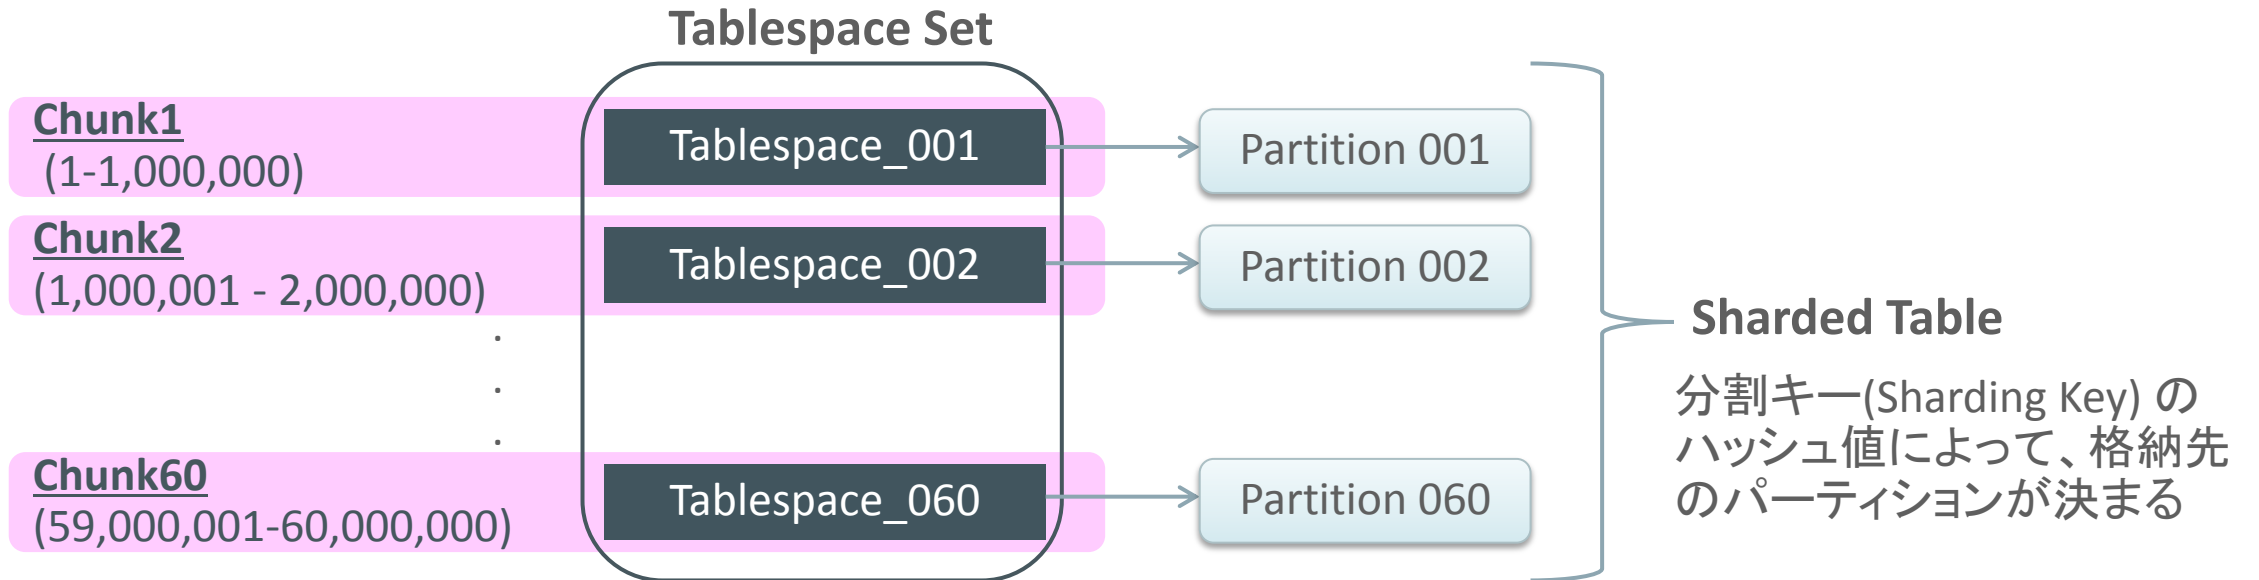 Tablespace Set
Chunk1
(1-1,000,000)
Tablespace_001
Partition 001
Chunk2
(1,000,001 - 2,000,000)
Tablespace_002
Partition 002
.
.
.
Chunk60
(59,000,001-60,000,000)
Tablespace_060
Partition 060
Sharded Table
分割キー(Sharding Key) の
ハッシュ値によって、格納先
のパーティションが決まる